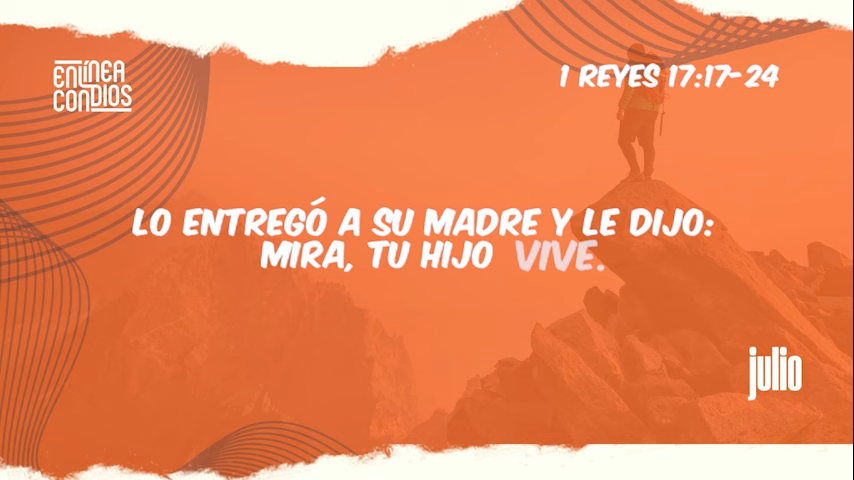 ENLÍNEA
CONDIOS
1 REYES 17:17-24
LO ENTREGÓ A SU MADRE Y LE DIJO:
MIRA, TU HIJO VIVE.
julio